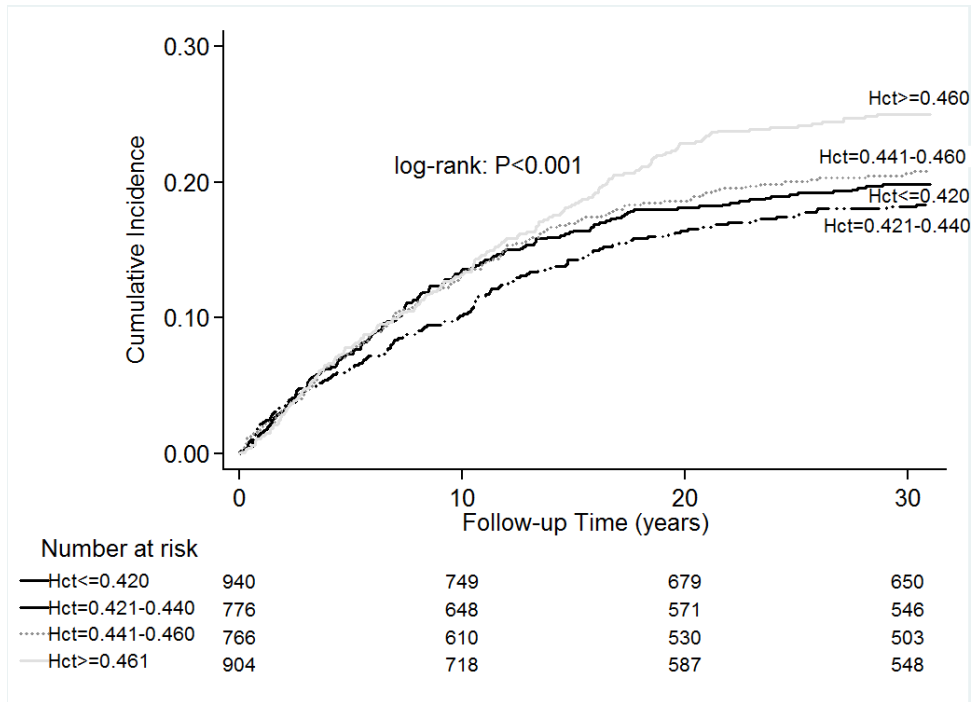 0.30
Hct>=0.460
log-rank: P<0.001
Hct=0.441-0.460
0.20
Hct<=0.420
Hct=0.421-0.440
Cumulative Incidence
0.10
0.00
0 10 20 30
Follow-up Time (years)
Number at risk
Hct<=0.420 940 749 679 650
Hct=0.421-0.440 776 648 571 546
Hct=0.441-0.460 766 610 530 503
Hct>=0.461 904 718 587 548